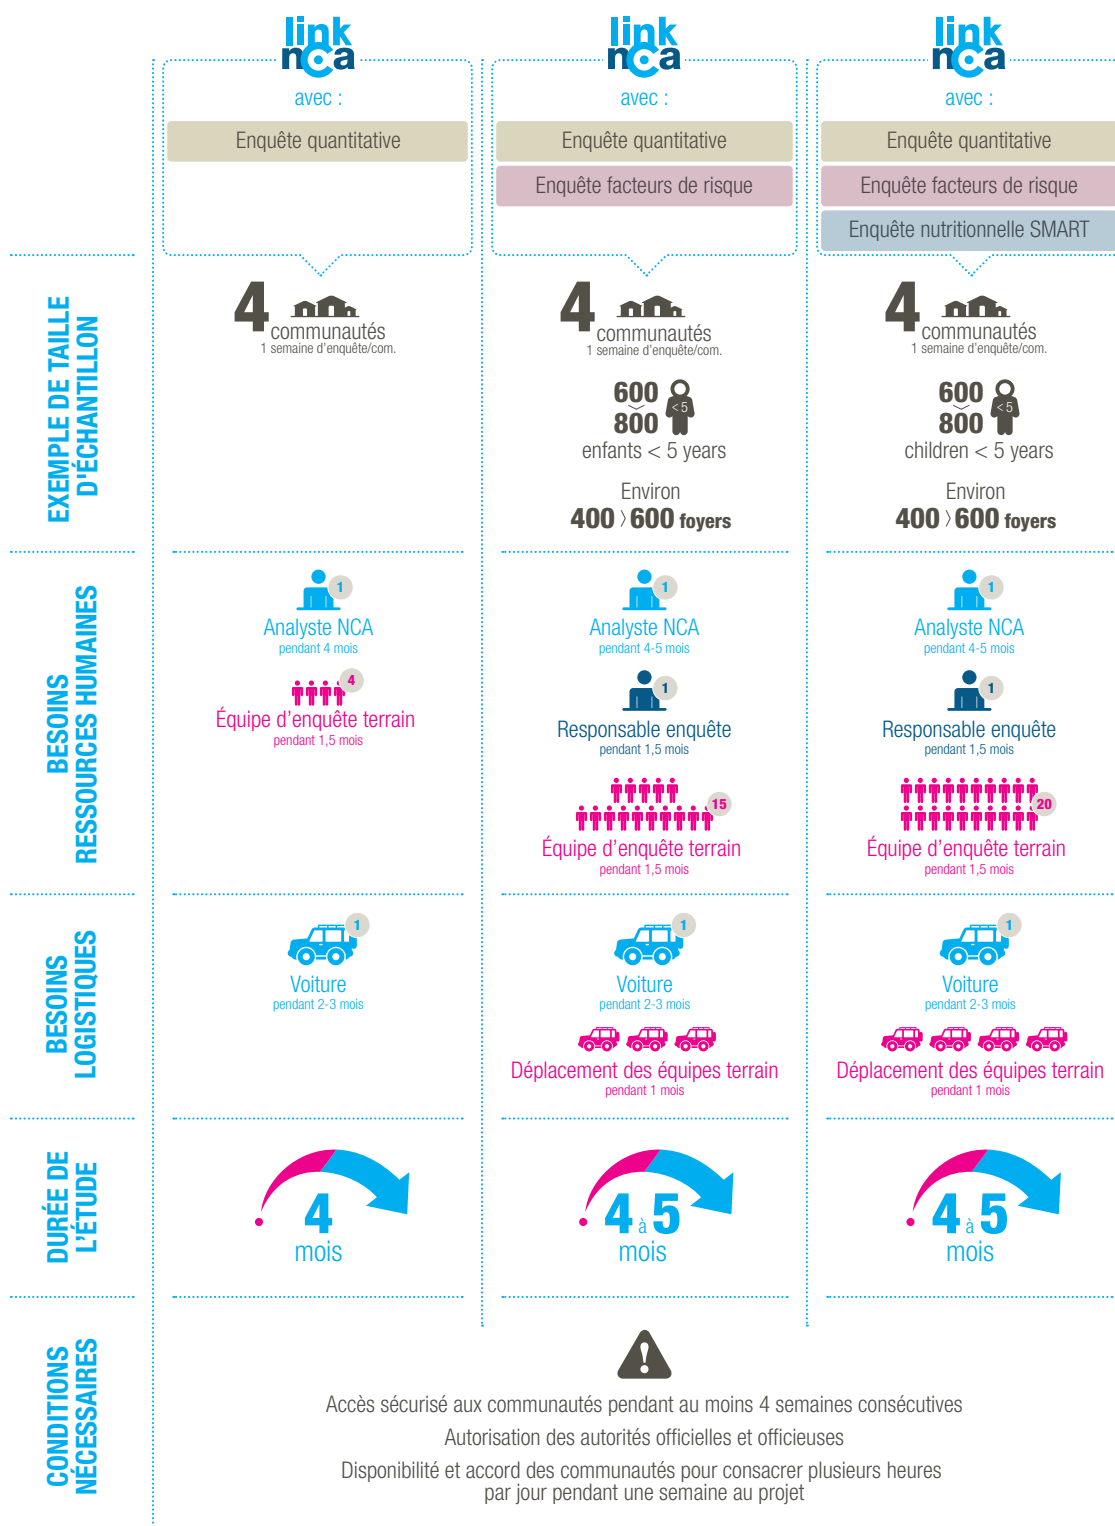 link
nca
avec :
Enquête quantitative
link
nca
avec :
Enquête quantitative
Enquête facteurs de risque
link
nca
avec :
Enquête quantitative
Enquête facteurs de risque
Enquête nutritionnelle SMART
EXEMPLE DE TAILLE
D'ÉCHANTILLON
4
communautés
1 semaine d'enquête/com.
4
communautés
1 semaine d'enquête/com.
600
800
<5
enfants < 5 years
Environ
400 〉600 foyers
4
communautés
1 semaine d'enquête/com.
600
800
<5
children < 5 years
Environ
400 〉600 foyers
BESOINS
RESSOURCES HUMAINES
1
Analyste NCA
pendant 4 mois
4
Équipe d'enquête terrain
pendant 1,5 mois
1
Analyste NCA
pendant 4-5 mois
1
Responsable enquête
pendant 1,5 mois
15
Équipe d'enquête terrain
pendant 1,5 mois
1
Analyste NCA
pendant 4-5 mois
1
Responsable enquête
pendant 1,5 mois
20
Équipe d'enquête terrain
pendant 1,5 mois
BESOINS
LOGISTIQUES
1
Voiture
pendant 2-3 mois
1
Voiture
pendant 2-3 mois
Déplacement des équipes terrain
pendant 1 mois
1
Voiture
pendant 2-3 mois
Déplacement des équipes terrain
pendant 1 mois
DURÉE DE
L'ÉTUDE
4
mois
4 à 5
mois
4 à 5
mois
CONDITIONS
NÉCESSAIRES
Accès sécurisé aux communautés pendant au moins 4 semaines consécutives
Autorisation des autorités officielles et officieuses
Disponibilité et accord des communautés pour consacrer plusieurs heures
par jour pendant une semaine au projet